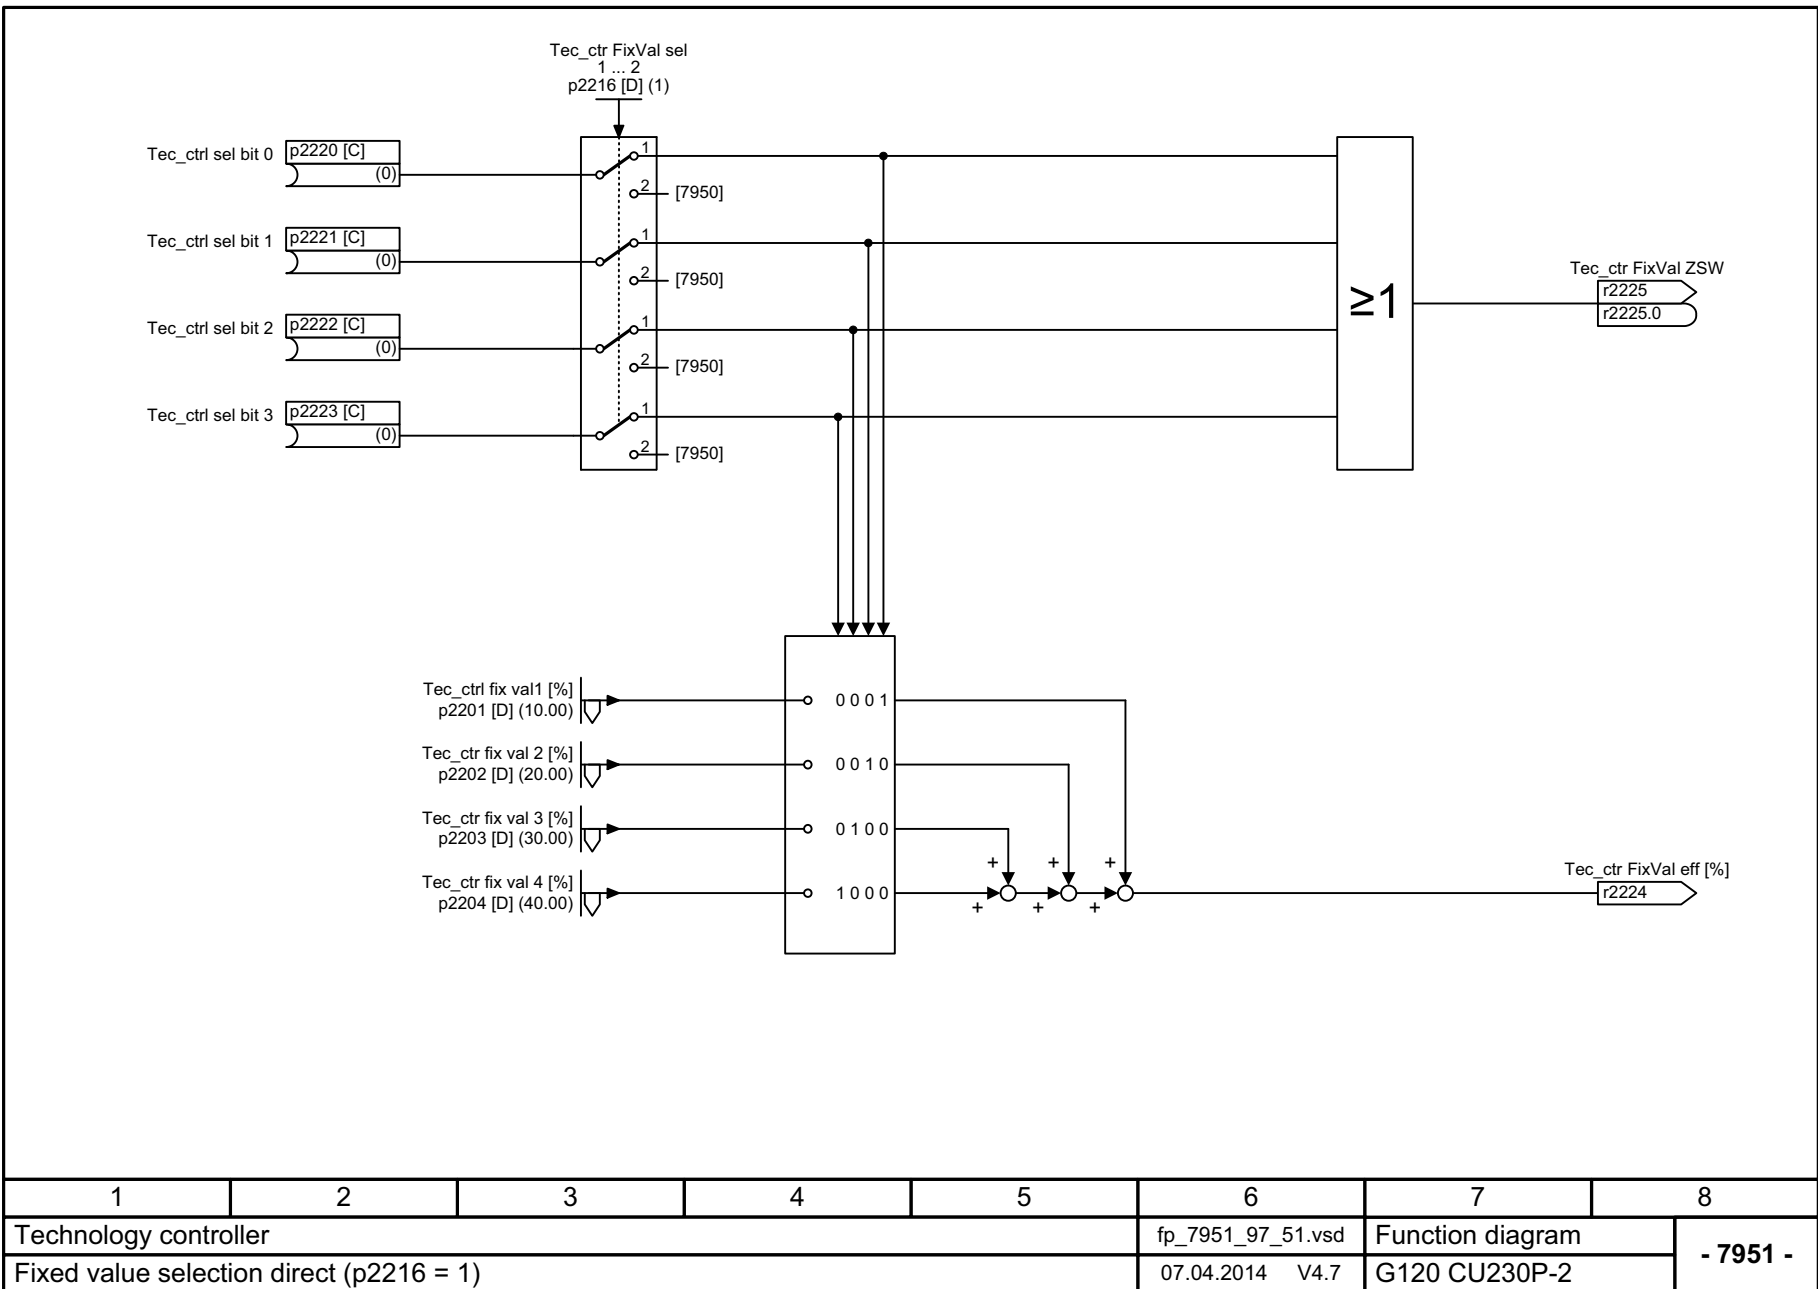 Tec_ctr FixVal sel
1 ... 2
p2216 [D] (1)
Tec_ctrl sel bit 0
p2220 [C]
(0)
1
2
[7950]
Tec_ctrl sel bit 1
p2221 [C]
(0)
1
2
[7950]
Tec_ctrl sel bit 2
p2222 [C]
(0)
1
2
[7950]
Tec_ctrl sel bit 3
p2223 [C]
(0)
1
2
[7950]
≥1
Tec_ctr FixVal ZSW
r2225
r2225.0
Tec_ctrl fix val1 [%]
p2201 [D] (10.00)
0 0 0 1
Tec_ctr fix val 2 [%]
p2202 [D] (20.00)
0 0 1 0
Tec_ctr fix val 3 [%]
p2203 [D] (30.00)
0 1 0 0
Tec_ctr fix val 4 [%]
p2204 [D] (40.00)
1 0 0 0
+ + +
+ + +
Tec_ctr FixVal eff [%]
r2224
1 2 3 4 5 6 7 8
Technology controller
fp_7951_97_51.vsd
Function diagram
- 7951 -
Fixed value selection direct (p2216 = 1)
07.04.2014 V4.7
G120 CU230P-2